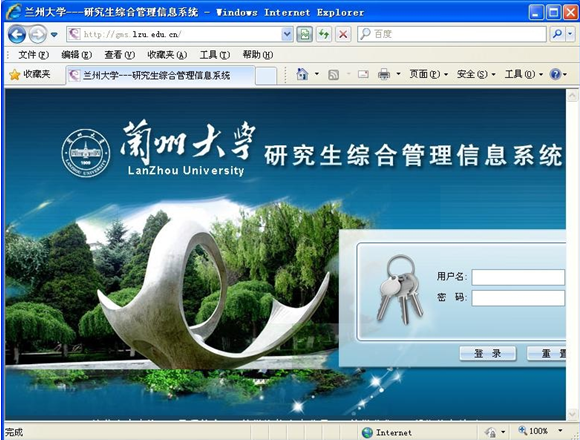 兰州大学---研究生综合管理信息系统 - Windows Internet Explorer
http://gms.lzu.edu.cn/
百度
文件(F) 编辑(E) 查看(V) 收藏夹(A) 工具(T) 帮助(H)
收藏夹 兰州大学---研究生综合管理信息系统 页面(P) 安全(S) 工具(O)
兰州大学 研究生综合管理信息系统
LanZhou University
1909
用户名:
密 码:
登 录 重 置
完成 Internet 100%